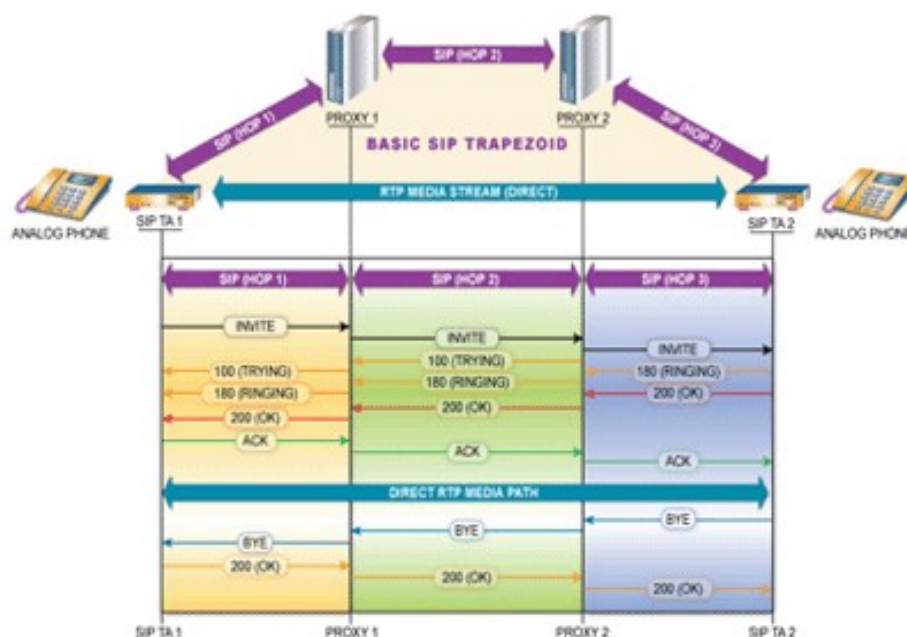 SIP (HOP 2)
SIP (HOP 1)
SIP (HOP 3)
PROXY 1
PROXY 2
BASIC SIP TRAPEZOID
RTP MEDIA STREAM (DIRECT)
ANALOG PHONE
SIP TA 1
SIP TA 2
ANALOG PHONE
SIP (HOP 1)
SIP (HOP 2)
SIP (HOP 3)
INVITE
INVITE
INVITE
100 (TRYING)
100 (TRYING)
180 (RINGING)
180 (RINGING)
180 (RINGING)
200 (OK)
200 (OK)
200 (OK)
ACK
ACK
ACK
DIRECT RTP MEDIA PATH
BYE
BYE
BYE
200 (OK)
200 (OK)
200 (OK)
SIP TA 1
PROXY 1
PROXY 2
SIP TA 2